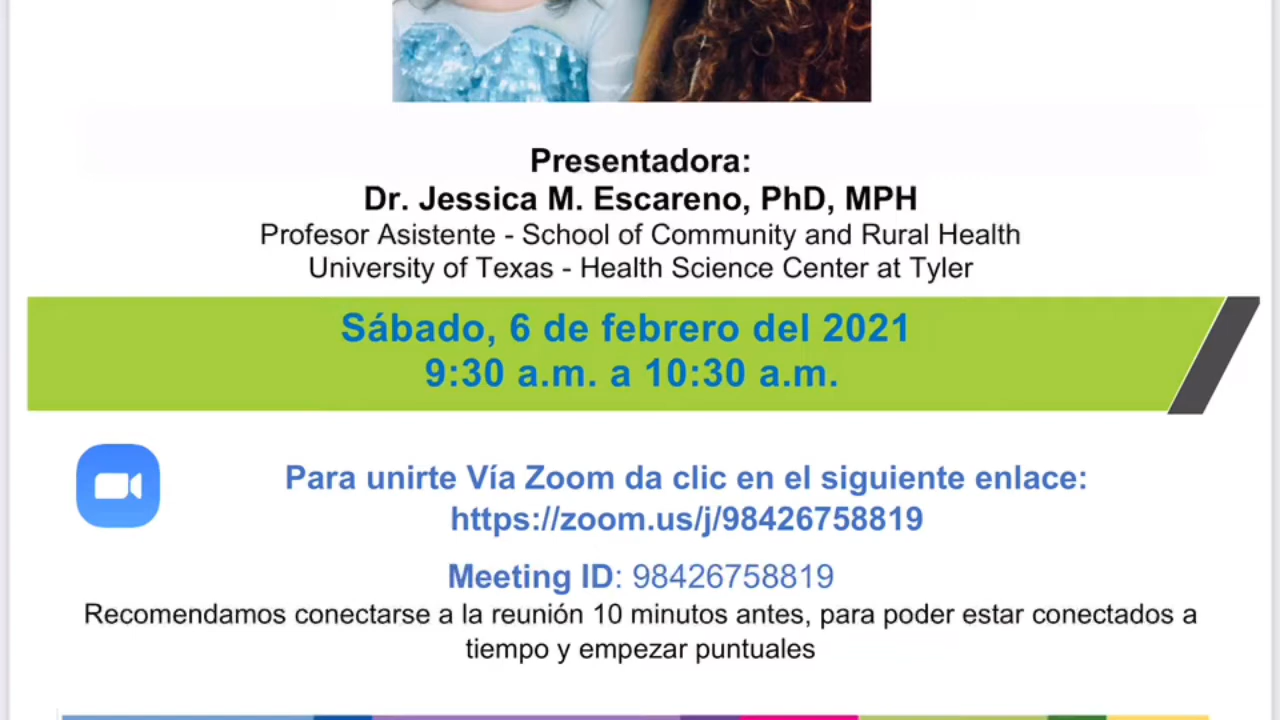 Presentadora:
Dr. Jessica M. Escareno, PhD, MPH
Profesor Asistente - School of Community and Rural Health
University of Texas - Health Science Center at Tyler
Sábado, 6 de febrero del 2021
9:30 a.m. a 10:30 a.m.
Para unirte Vía Zoom da clic en el siguiente enlace:
https://zoom.us/j/98426758819
Meeting ID: 98426758819
Recomendamos conectarse a la reunión 10 minutos antes, para poder estar conectados a
tiempo y empezar puntuales